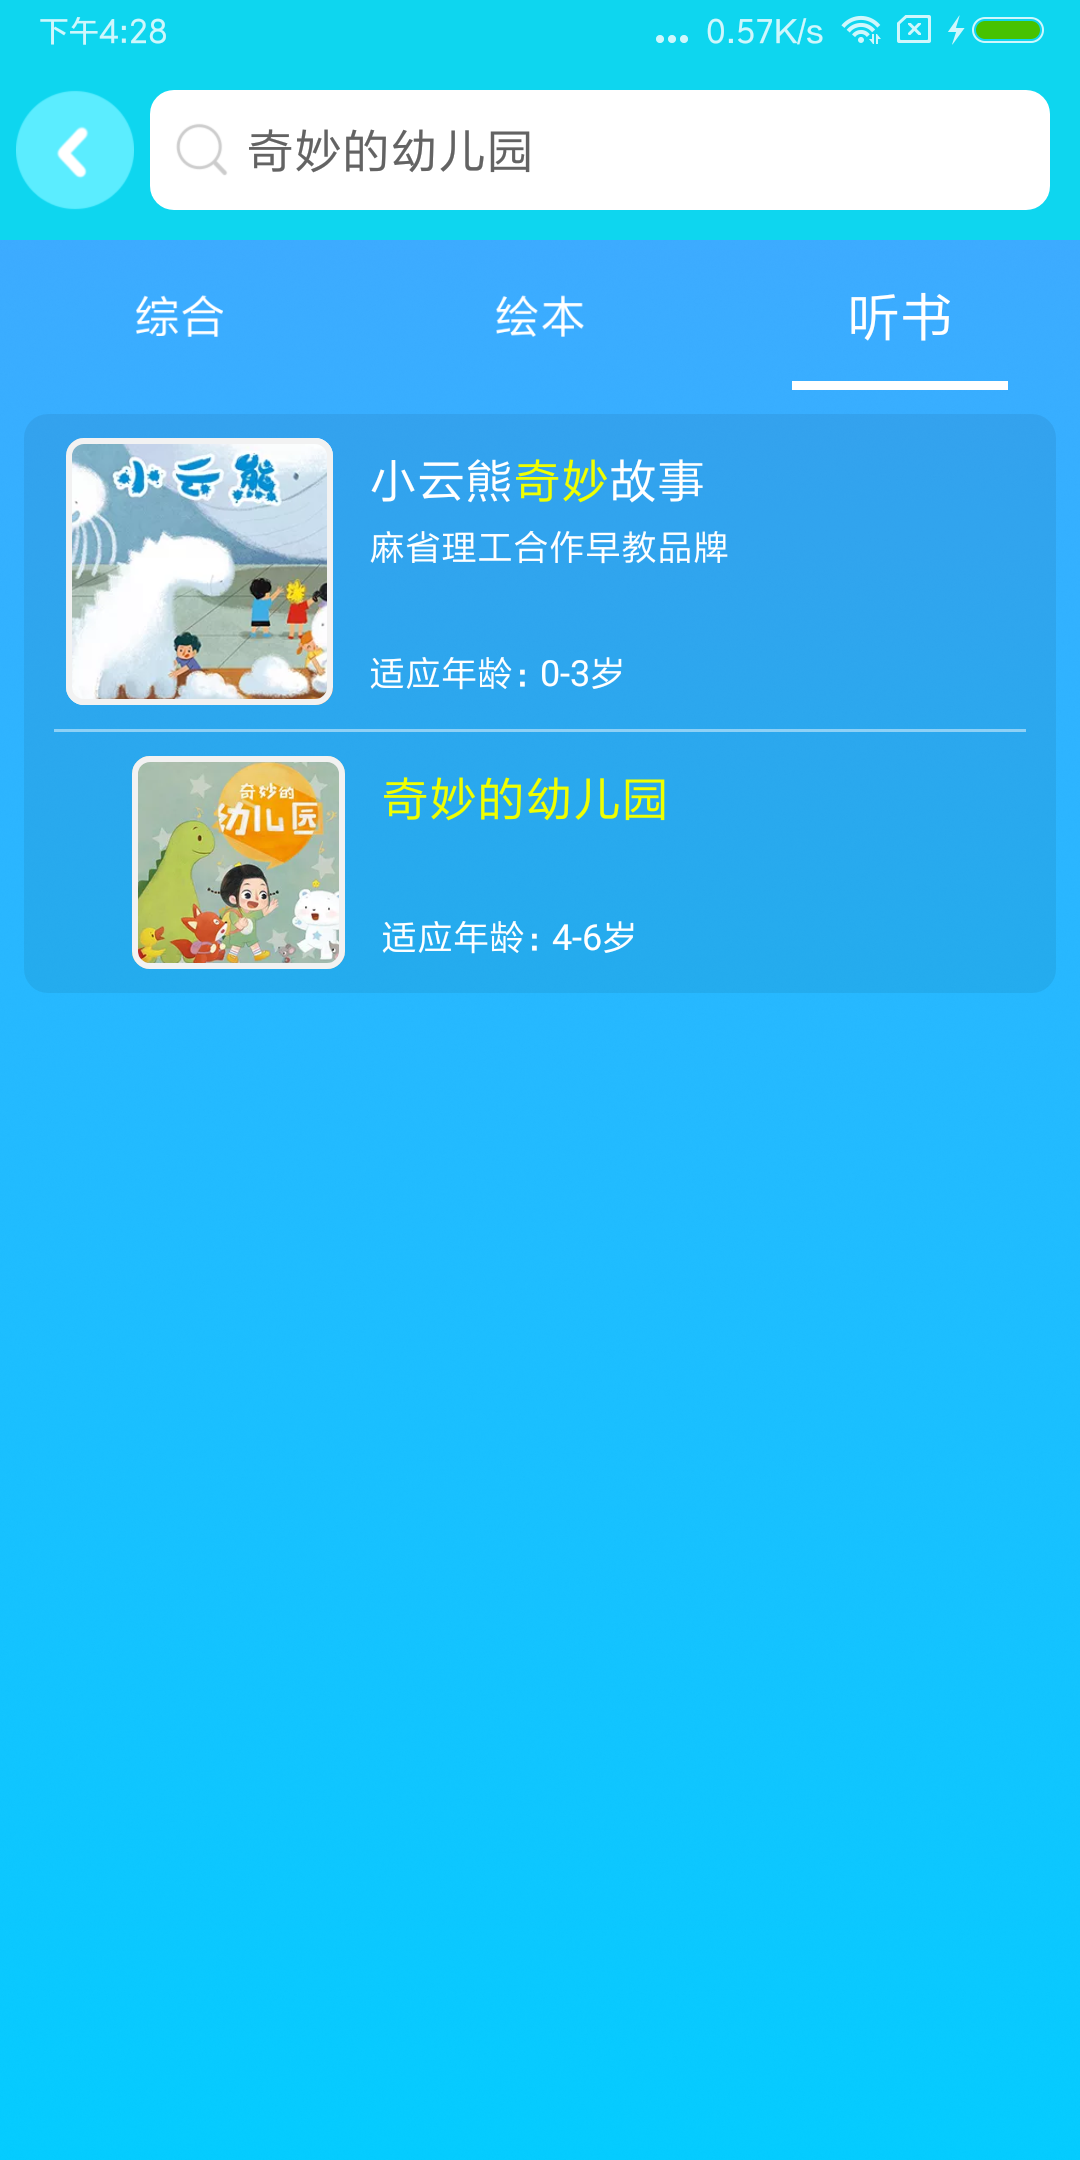 下午4:28
... 0.57K/s
奇妙的幼儿园
综合
绘本
听书
小云熊
小云熊奇妙故事
麻省理工合作早教品牌
适应年龄: 0-3岁
奇妙的
幼儿园
奇妙的幼儿园
适应年龄: 4-6岁